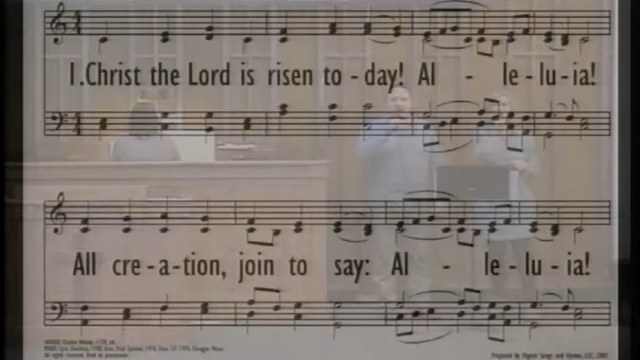 1.Christ the Lord is risen to - day! Al - le - lu - ia!
All cre - a - tion, join to say: Al - le - lu - ia!